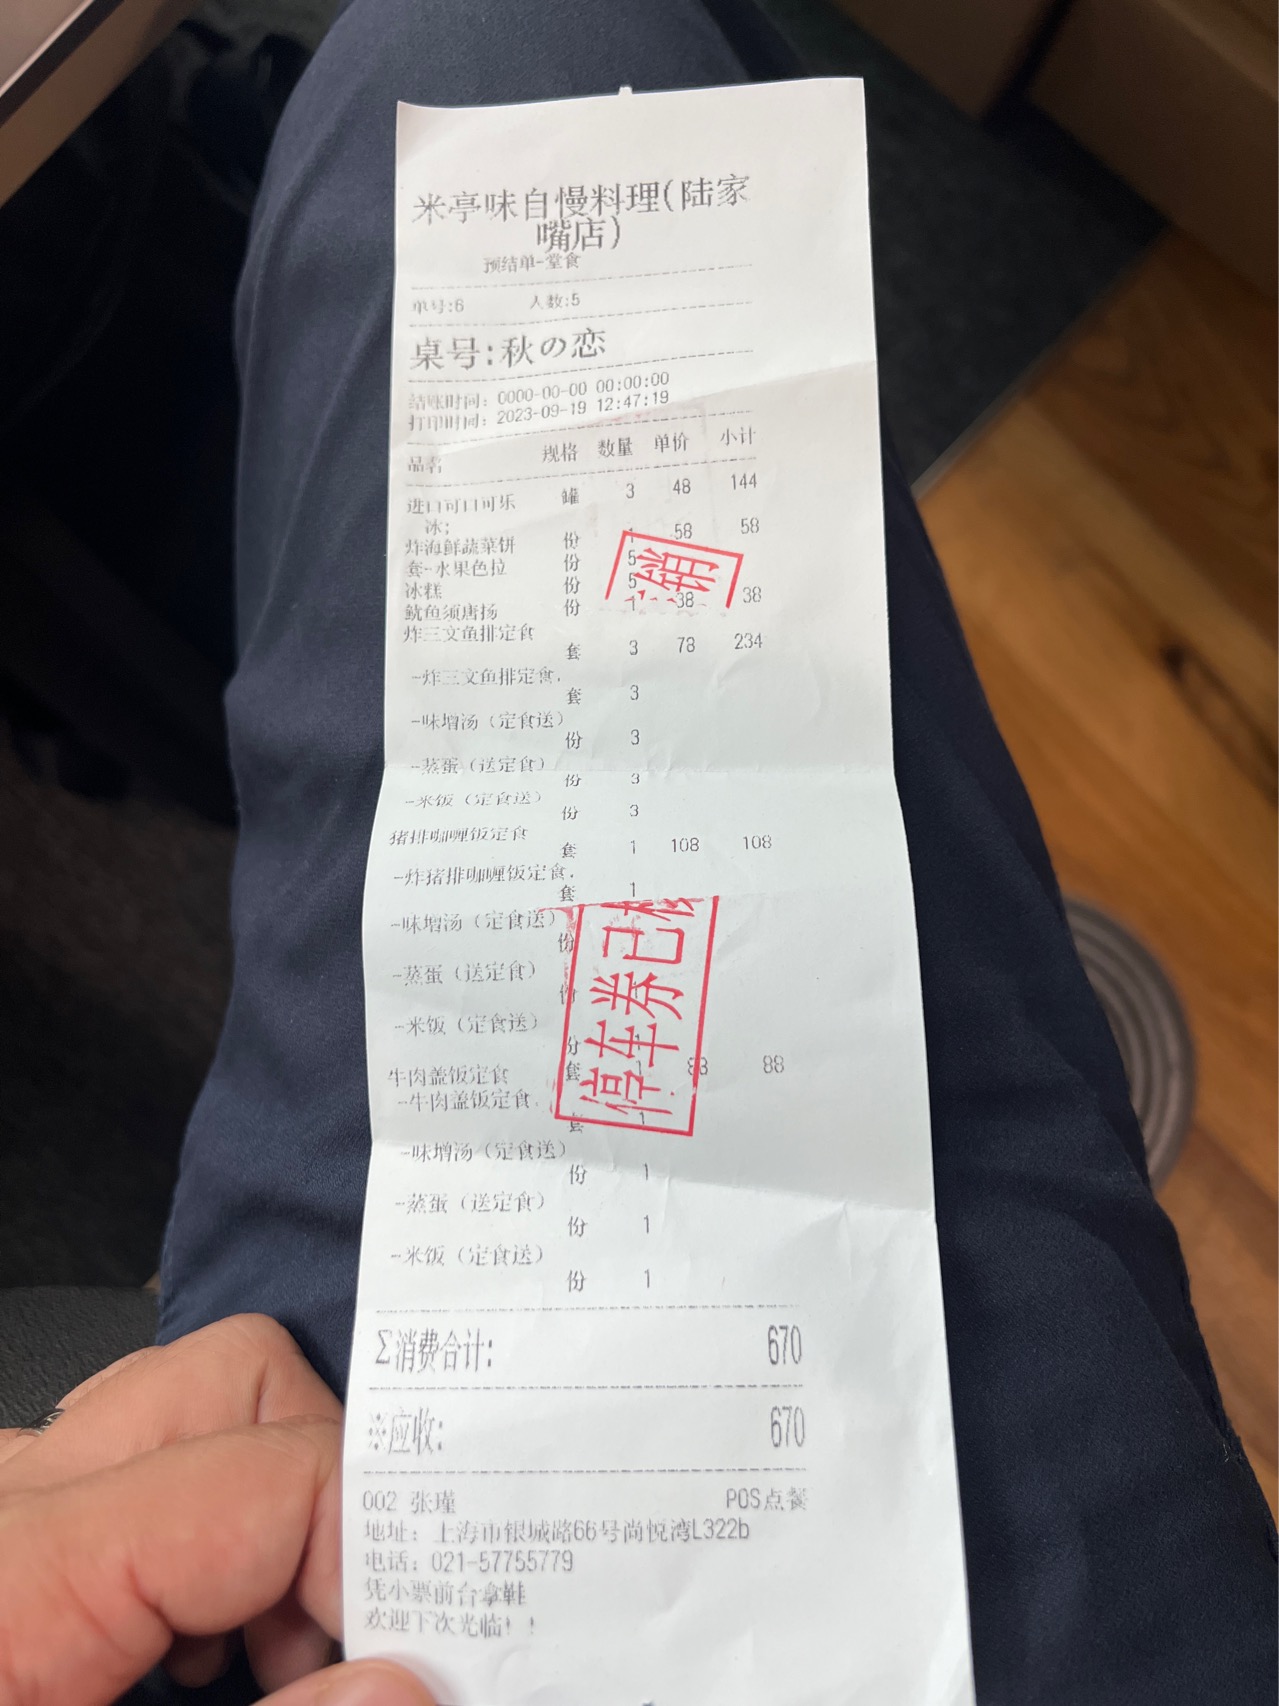 米亭味自慢料理(陆家
嘴店)
预结单-堂食
单号:6 人数:5
桌号:秋の恋
结账时间: 0000-00-00 00:00:00
打印时间: 2023-09-19 12:47:19
品名 规格 数量 单价 小计
进口可口可乐 罐 3 48 144
冰;
炸海鲜蔬菜饼 份 1 58 58
套-水果色拉 份 5
冰糕 份 5
鱿鱼须唐扬 份 1 38 38
炸三文鱼排定食
套 3 78 234
-炸三文鱼排定食.
套 3
-味增汤(定食送)
份 3
-蒸蛋(送定食)
份 3
-米饭(定食送)
份 3
猪排咖喱饭定食
套 1 108 108
-炸猪排咖喱饭定食.
套 1
-味增汤(定食送)
份
-蒸蛋(送定食)
份 1
-米饭(定食送)
份 1
牛肉盖饭定食 套 1 88 88
-牛肉盖饭定食.
套 1
-味增汤(定食送)
份 1
-蒸蛋(送定食)
份 1
-米饭(定食送)
份 1
Σ消费合计: 670
※应收: 670
002 张瑾 POS点餐
地址: 上海市银城路66号尚悦湾L322b
电话: 021-57755779
凭小票前台拿鞋
欢迎下次光临!!
销
停车券已核